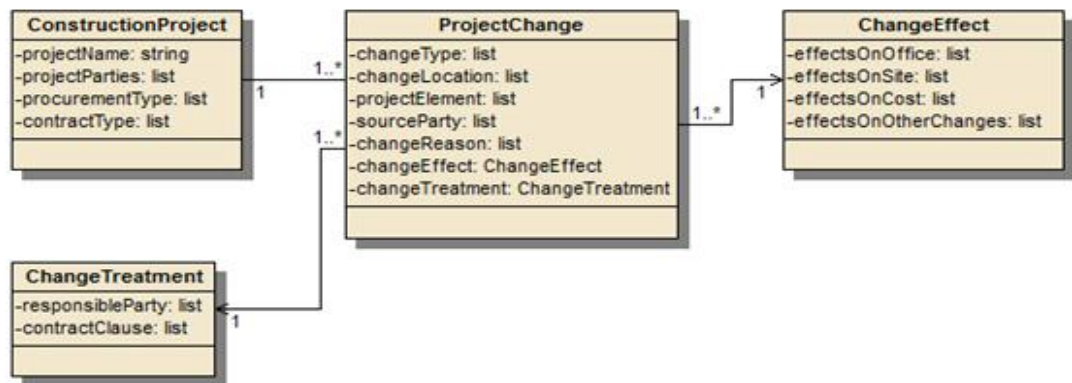 ConstructionProject
-projectName: string
-projectParties: list
-procurementType: list
-contractType: list
1
1..*
ProjectChange
-changeType: list
-changeLocation: list
-projectElement: list
-sourceParty: list
-changeReason: list
-changeEffect: ChangeEffect
-changeTreatment: ChangeTreatment
1..*
1..*
1
ChangeEffect
-effectsOnOffice: list
-effectsOnSite: list
-effectsOnCost: list
-effectsOnOtherChanges: list
ChangeTreatment
-responsibleParty: list
-contractClause: list
1